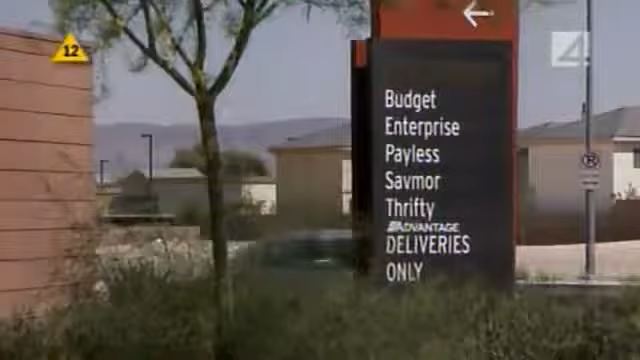 12
4
Budget
Enterprise
Payless
Savmor
Thrifty
ADVANTAGE
DELIVERIES
ONLY